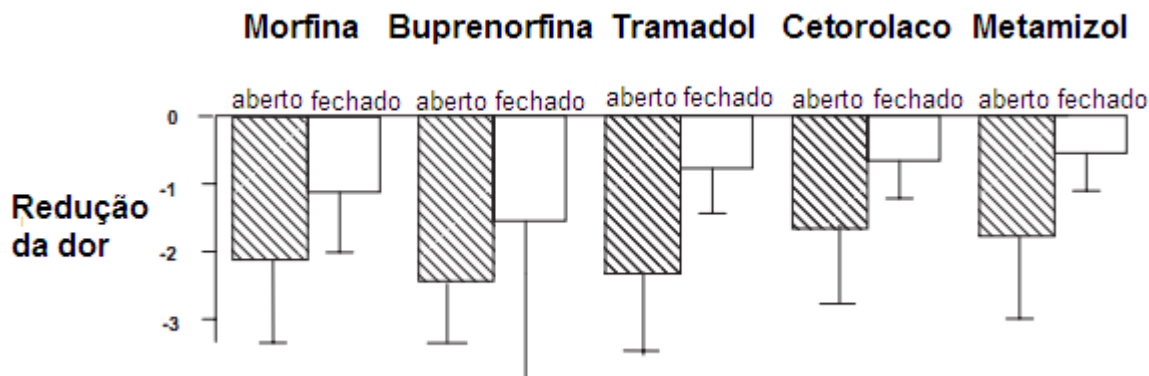 Morfina Buprenorfina Tramadol Cetorolaco Metamizol
aberto fechado aberto fechado aberto fechado aberto fechado aberto fechado
0
-1
Redução
da dor
-2
-3